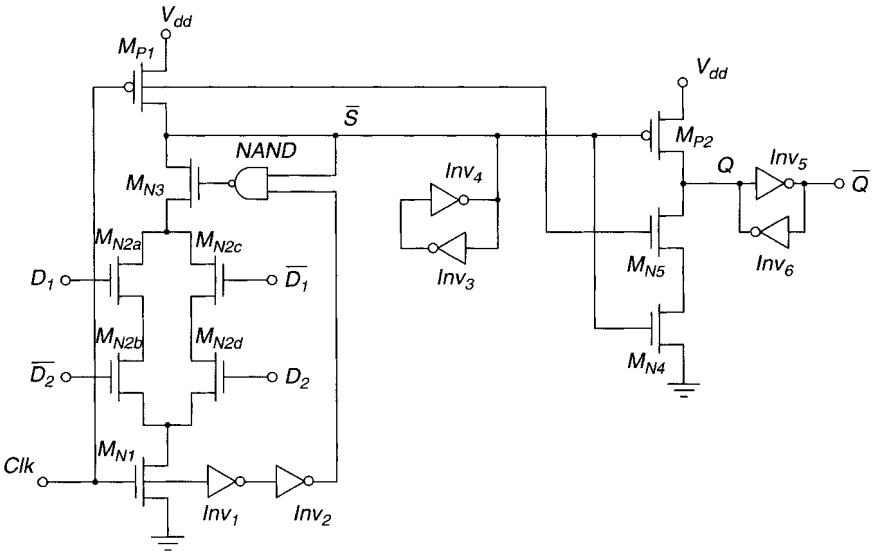 V_dd
M_P1
V_dd
S̅
M_P2
NAND
M_N3
Inv_4
Q
Inv_5
Q̅
M_N2a
M_N2c
Inv_3
M_N5
Inv_6
D_1
D̅_1
M_N2b
M_N2d
M_N4
D̅_2
D_2
M_N1
Clk
Inv_1
Inv_2